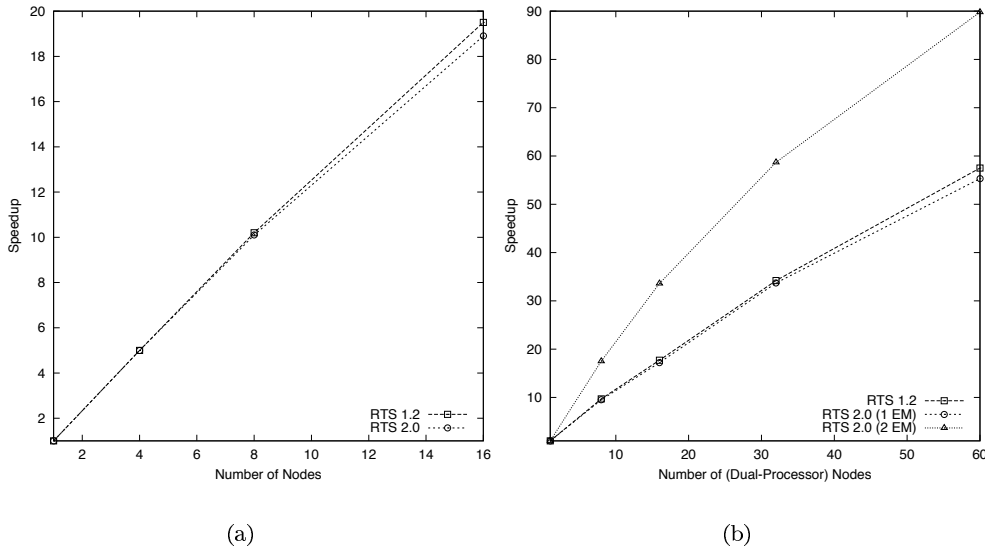 20
18
16
14
12
10
8
6
4
2
Speedup
2 4 6 8 10 12 14 16
Number of Nodes
RTS 1.2
RTS 2.0
(a)
90
80
70
60
50
40
30
20
10
Speedup
10 20 30 40 50 60
Number of (Dual-Processor) Nodes
RTS 1.2
RTS 2.0 (1 EM)
RTS 2.0 (2 EM)
(b)